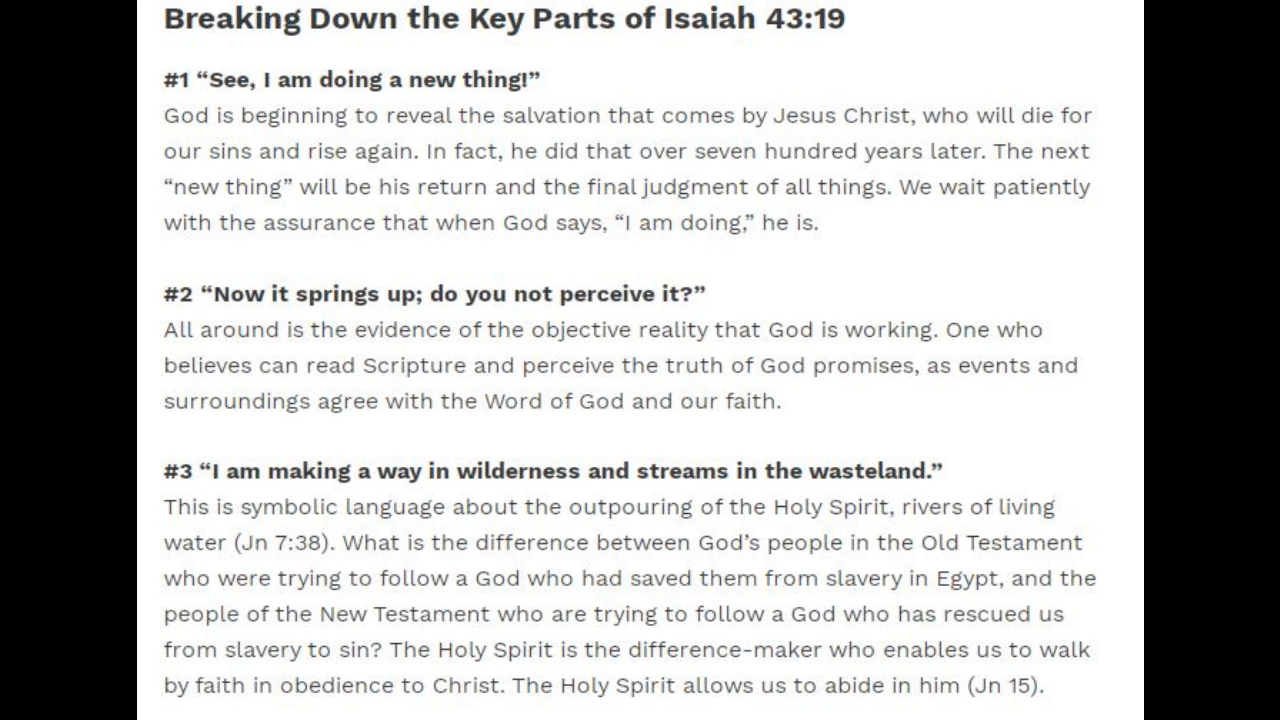 Breaking Down the Key Parts of Isaiah 43:19
#1 “See, I am doing a new thing!”
God is beginning to reveal the salvation that comes by Jesus Christ, who will die for
our sins and rise again. In fact, he did that over seven hundred years later. The next
“new thing” will be his return and the final judgment of all things. We wait patiently
with the assurance that when God says, “I am doing,” he is.
#2 “Now it springs up; do you not perceive it?”
All around is the evidence of the objective reality that God is working. One who
believes can read Scripture and perceive the truth of God promises, as events and
surroundings agree with the Word of God and our faith.
#3 “I am making a way in wilderness and streams in the wasteland.”
This is symbolic language about the outpouring of the Holy Spirit, rivers of living
water (Jn 7:38). What is the difference between God’s people in the Old Testament
who were trying to follow a God who had saved them from slavery in Egypt, and the
people of the New Testament who are trying to follow a God who has rescued us
from slavery to sin? The Holy Spirit is the difference-maker who enables us to walk
by faith in obedience to Christ. The Holy Spirit allows us to abide in him (Jn 15).